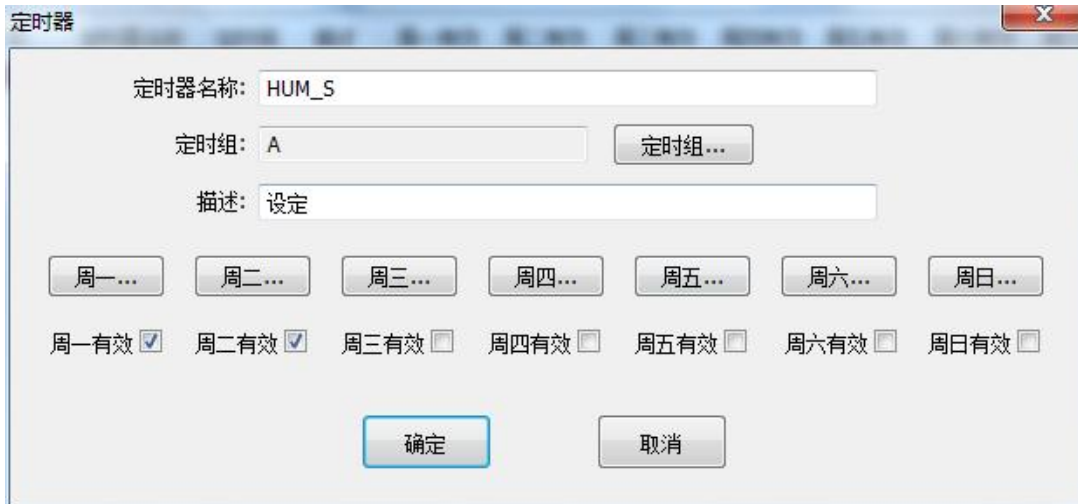 定时器
定时器名称: HUM_S
定时组: A 定时组...
描述: 设定
周一... 周二... 周三... 周四... 周五... 周六... 周日...
周一有效 周二有效 周三有效 周四有效 周五有效 周六有效 周日有效
确定 取消